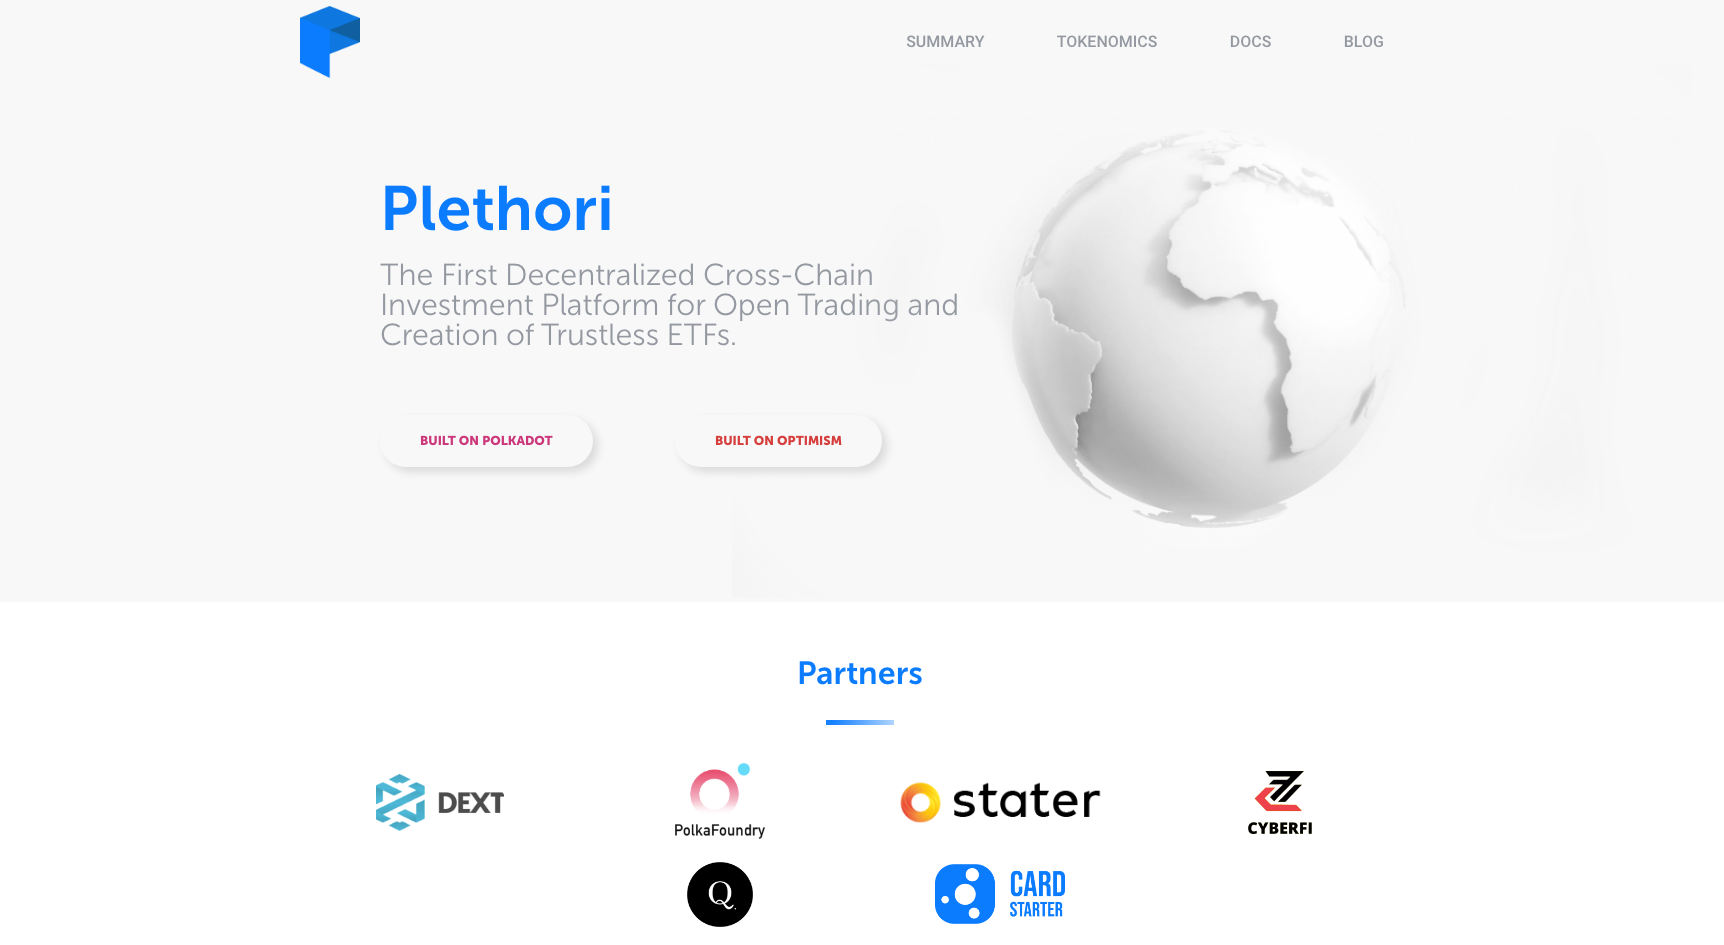 SUMMARY TOKENOMICS DOCS BLOG
Plethori
The First Decentralized Cross-Chain
Investment Platform for Open Trading and
Creation of Trustless ETFs.
BUILT ON POLKADOT BUILT ON OPTIMISM
Partners
DEXT
PolkaFoundry
stater
CYBERFI
Q.
CARD
STARTER